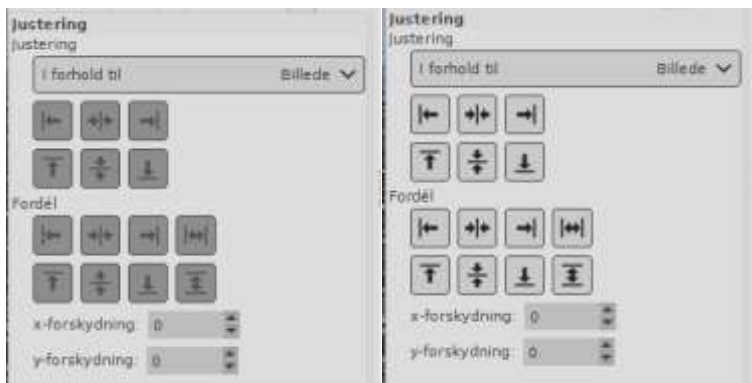 Justering
Justering
I forhold til Billede
Fordél
x-forskydning: 0
y-forskydning: 0
Justering
Justering
I forhold til Billede
Fordél
x-forskydning: 0
y-forskydning: 0